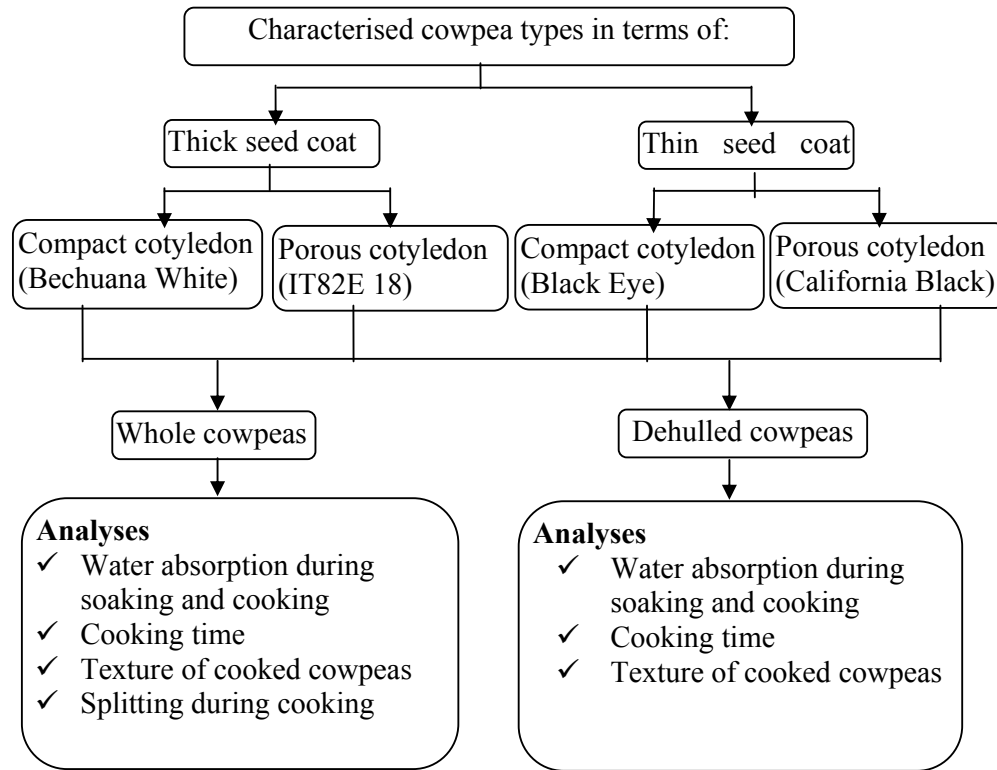 Characterised cowpea types in terms of:
Thick seed coat
Thin seed coat
Compact cotyledon
(Bechuana White)
Porous cotyledon
(IT82E 18)
Compact cotyledon
(Black Eye)
Porous cotyledon
(California Black)
Whole cowpeas
Dehulled cowpeas
Analyses
✓ Water absorption during
soaking and cooking
✓ Cooking time
✓ Texture of cooked cowpeas
✓ Splitting during cooking
Analyses
✓ Water absorption during
soaking and cooking
✓ Cooking time
✓ Texture of cooked cowpeas